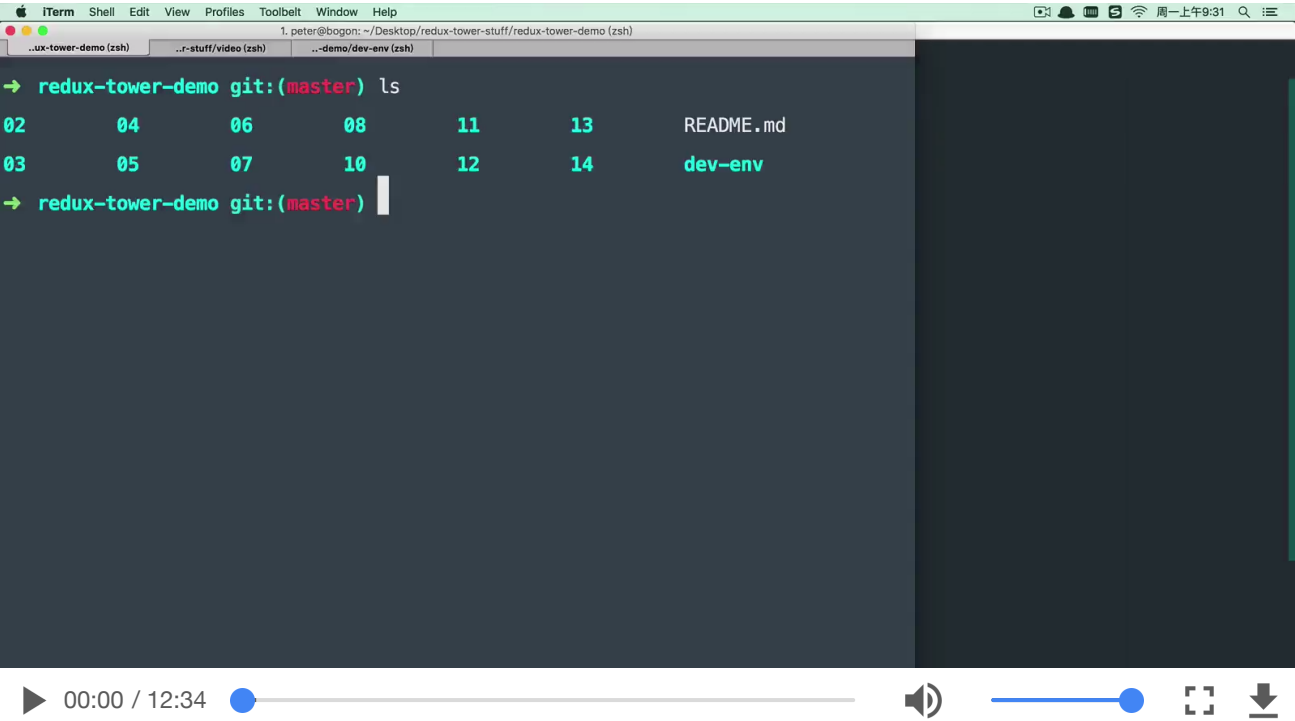 iTerm Shell Edit View Profiles Toolbelt Window Help 周一上午9:31
1. peter@bogon: ~/Desktop/redux-tower-stuff/redux-tower-demo (zsh)
..ux-tower-demo (zsh) ..r-stuff/video (zsh) ..-demo/dev-env (zsh)
➜ redux-tower-demo git:(master) ls
02 04 06 08 11 13 README.md
03 05 07 10 12 14 dev-env
➜ redux-tower-demo git:(master)
00:00 / 12:34